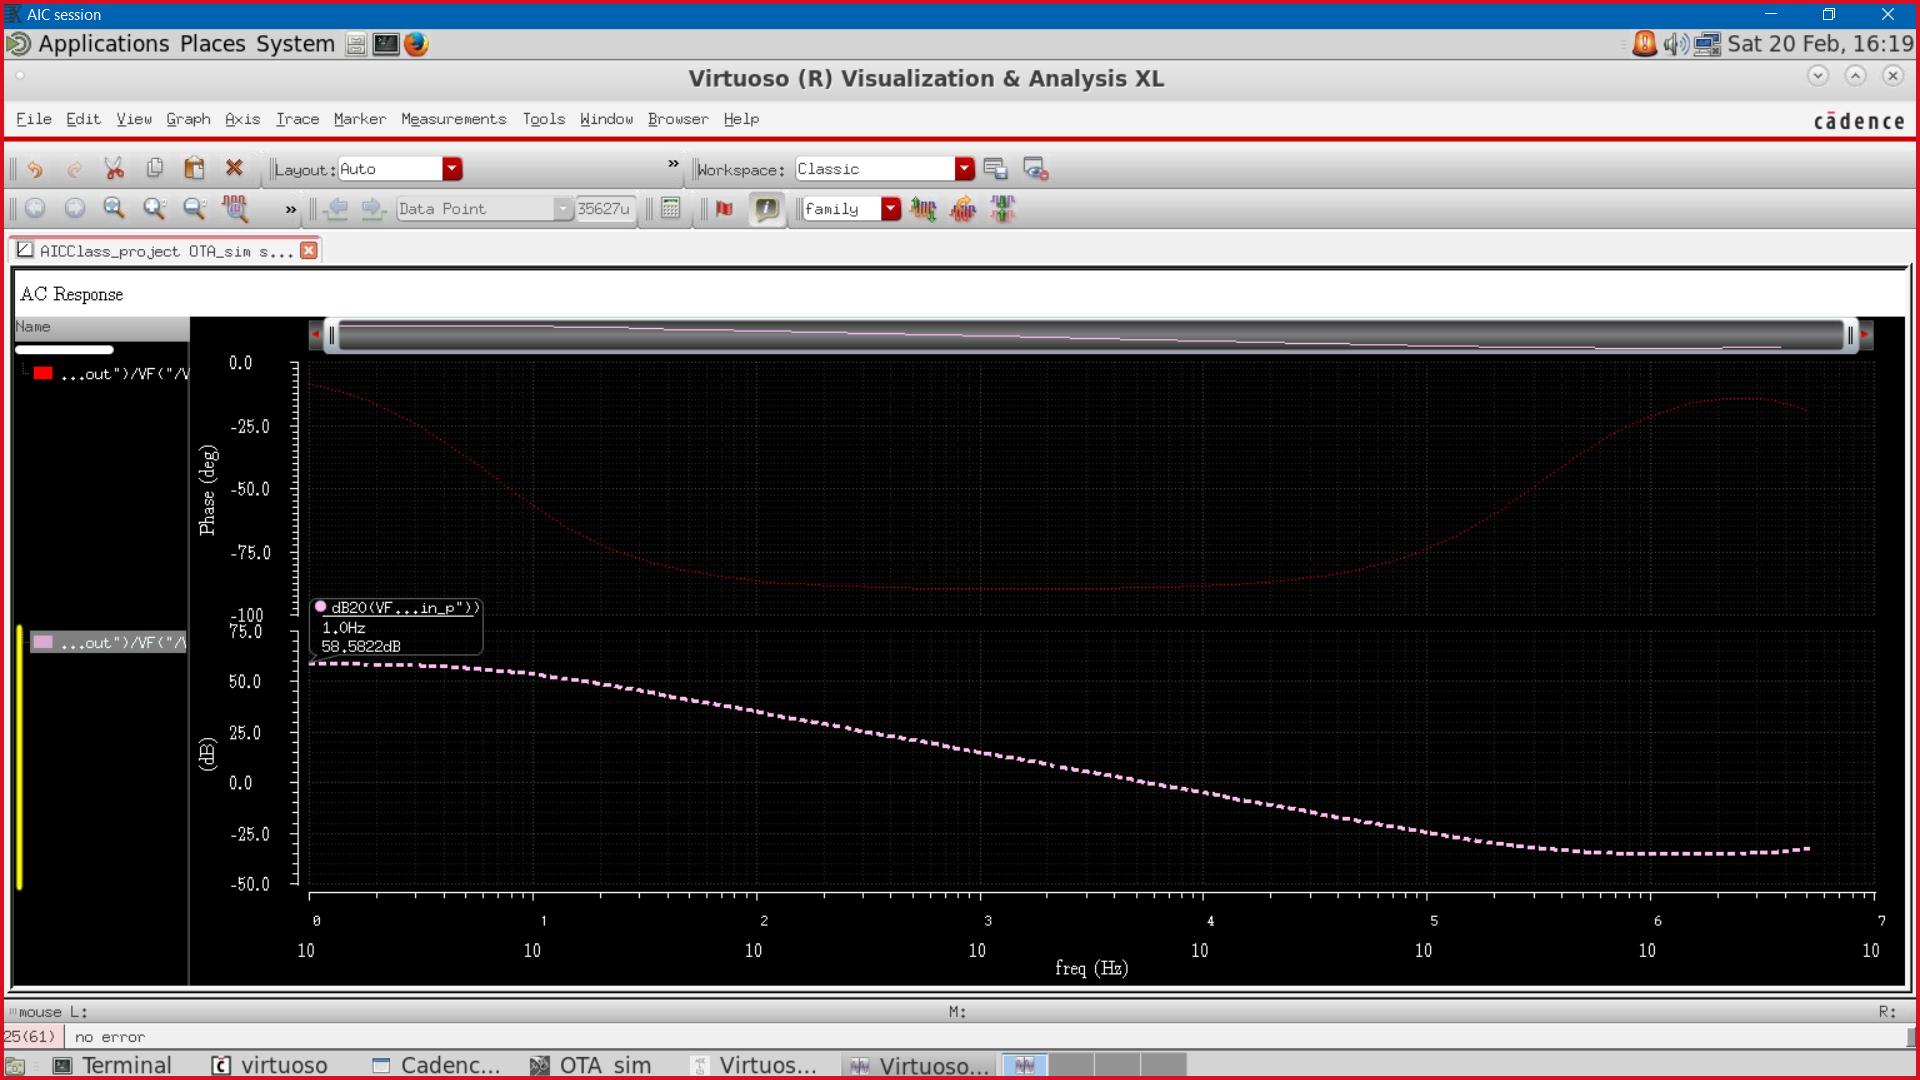 AIC session
Applications Places System
Sat 20 Feb, 16:19
Virtuoso (R) Visualization & Analysis XL
File Edit View Graph Axis Trace Marker Measurements Tools Window Browser Help
cādence
Layout: Auto
» Workspace: Classic
» Data Point 35627u family
AICClass_project OTA_sim s...
AC Response
Name
...out")/VF("/V
...out")/VF("/V
Phase (deg)
0.0
-25.0
-50.0
-75.0
-100
dB20(VF...in_p"))
1.0Hz
58.5822dB
(dB)
75.0
50.0
25.0
0.0
-25.0
-50.0
0 1 2 3 4 5 6 7
10 10 10 10 10 10 10 10
freq (Hz)
mouse L: M: R:
25(61) no error
Terminal virtuoso Cadenc... OTA sim Virtuos... Virtuoso...